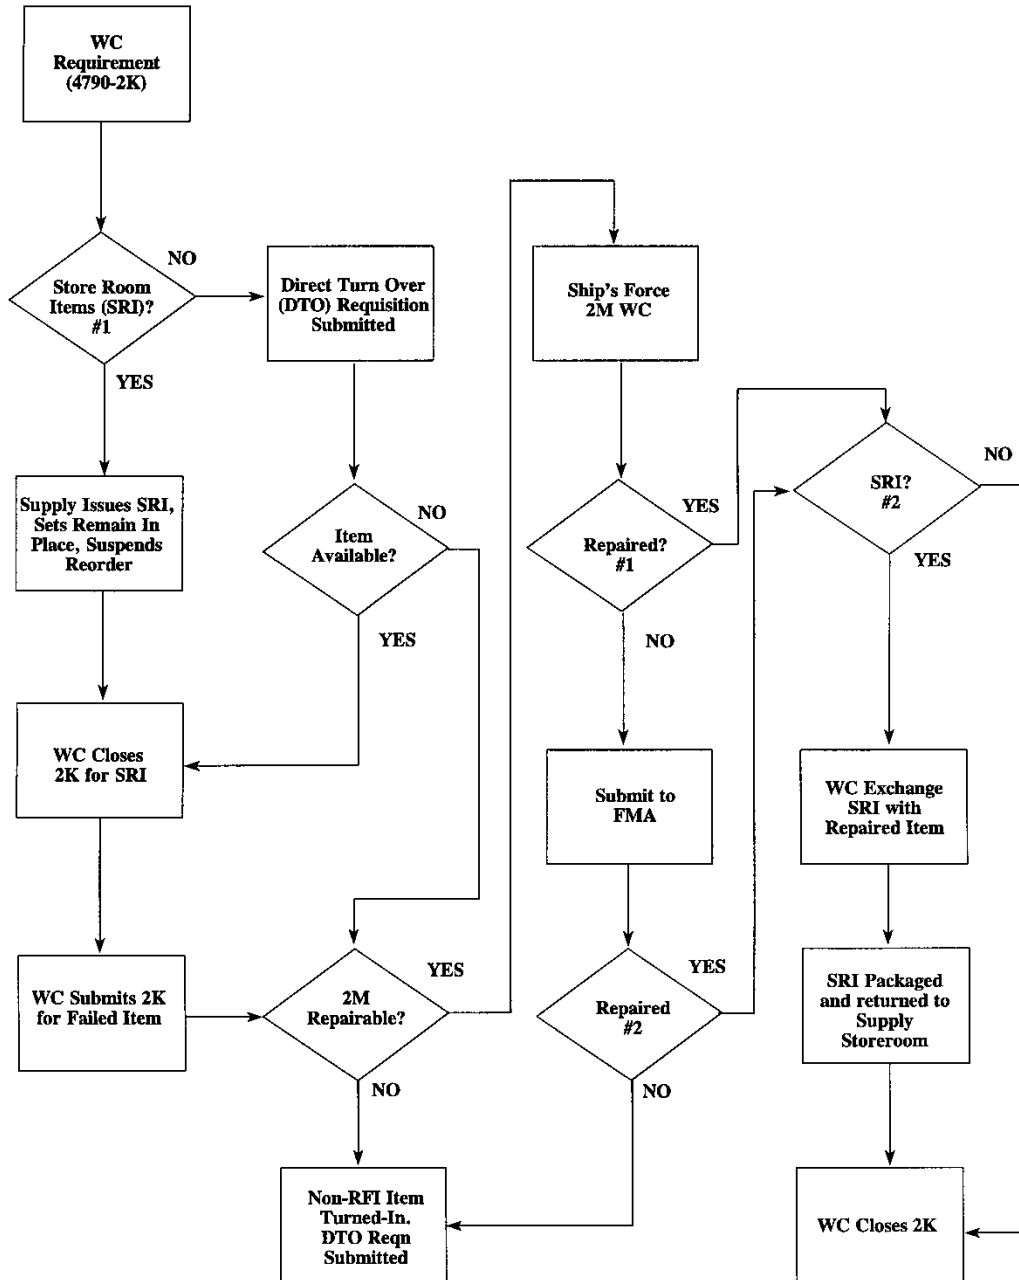 WC
Requirement
(4790-2K)
Store Room
Items (SRI)?
#1
NO
YES
Direct Turn Over
(DTO) Requisition
Submitted
Ship's Force
2M WC
Supply Issues SRI,
Sets Remain In
Place, Suspends
Reorder
Item
Available?
NO
YES
Repaired?
#1
YES
NO
SRI?
#2
NO
YES
WC Closes
2K for SRI
Submit to
FMA
WC Exchange
SRI with
Repaired Item
WC Submits 2K
for Failed Item
2M
Repairable?
YES
NO
Repaired
#2
YES
NO
SRI Packaged
and returned to
Supply
Storeroom
Non-RFI Item
Turned-In.
DTO Reqn
Submitted
WC Closes 2K